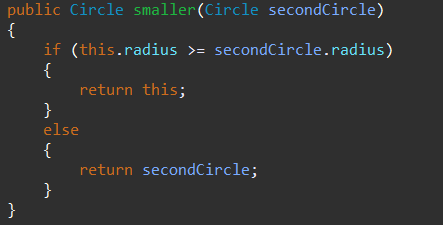 public Circle smaller(Circle secondCircle)
{
    if (this.radius >= secondCircle.radius)
    {
        return this;
    }
    else
    {
        return secondCircle;
    }
}